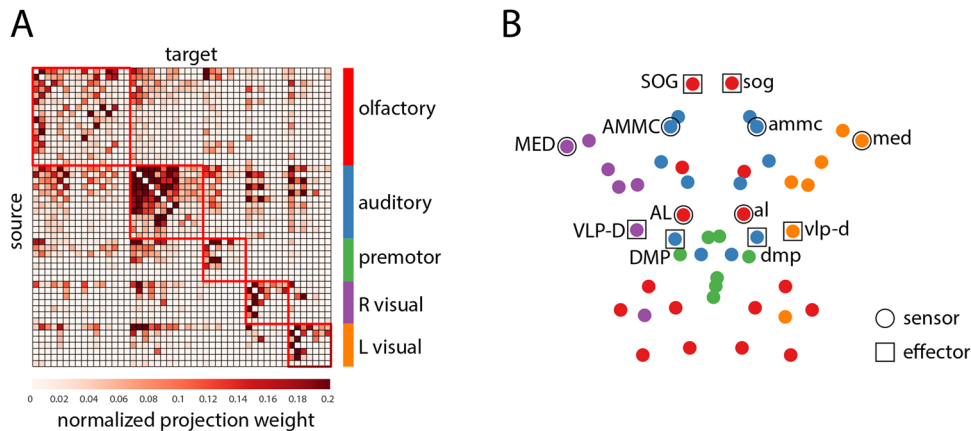 A
target
source
olfactory
auditory
premotor
R visual
L visual
0 0.02 0.04 0.06 0.08 0.1 0.12 0.14 0.16 0.18 0.2
normalized projection weight
B
SOG sog
AMMC ammc
MED med
AL al
VLP-D vlp-d
DMP dmp
sensor
effector